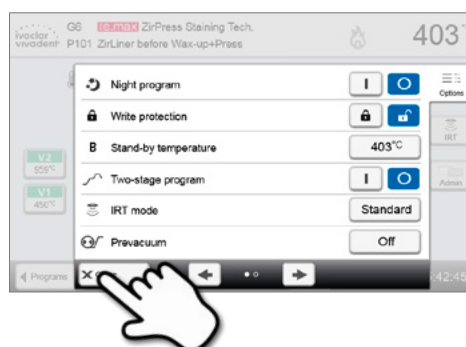 ivoclar vivadent
G6 IPS e.max ZirPress Staining Tech.
P101 ZirLiner before Wax-up+Press
403°
Night program I O
Options
Write protection
IRT
B Stand-by temperature 403°C
V2
959°C
Two-stage program I O
Admin
V1
450°C
IRT mode Standard
Prevacuum Off
Programs
:42:45